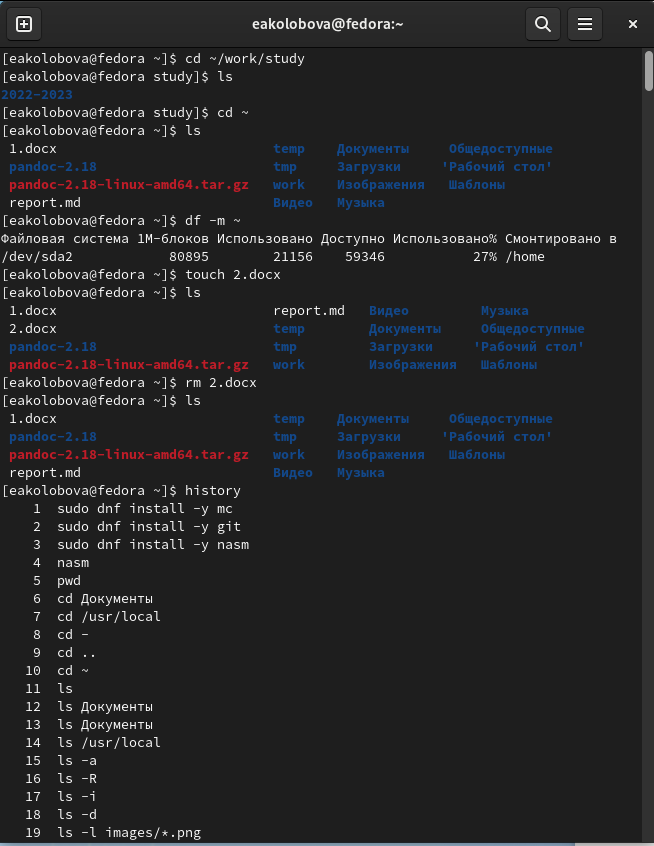 eakolobova@fedora:~
[eakolobova@fedora ~]$ cd ~/work/study
[eakolobova@fedora study]$ ls
2022-2023
[eakolobova@fedora study]$ cd ~
[eakolobova@fedora ~]$ ls
1.docx temp Документы Общедоступные
pandoc-2.18 tmp Загрузки 'Рабочий стол'
pandoc-2.18-linux-amd64.tar.gz work Изображения Шаблоны
report.md Видео Музыка
[eakolobova@fedora ~]$ df -m ~
Файловая система 1M-блоков Использовано Доступно Использовано% Смонтировано в
/dev/sda2 80895 21156 59346 27% /home
[eakolobova@fedora ~]$ touch 2.docx
[eakolobova@fedora ~]$ ls
1.docx report.md Видео Музыка
2.docx temp Документы Общедоступные
pandoc-2.18 tmp Загрузки 'Рабочий стол'
pandoc-2.18-linux-amd64.tar.gz work Изображения Шаблоны
[eakolobova@fedora ~]$ rm 2.docx
[eakolobova@fedora ~]$ ls
1.docx temp Документы Общедоступные
pandoc-2.18 tmp Загрузки 'Рабочий стол'
pandoc-2.18-linux-amd64.tar.gz work Изображения Шаблоны
report.md Видео Музыка
[eakolobova@fedora ~]$ history
1 sudo dnf install -y mc
2 sudo dnf install -y git
3 sudo dnf install -y nasm
4 nasm
5 pwd
6 cd Документы
7 cd /usr/local
8 cd -
9 cd ..
10 cd ~
11 ls
12 ls Документы
13 ls Документы
14 ls /usr/local
15 ls -a
16 ls -R
17 ls -i
18 ls -d
19 ls -l images/*.png